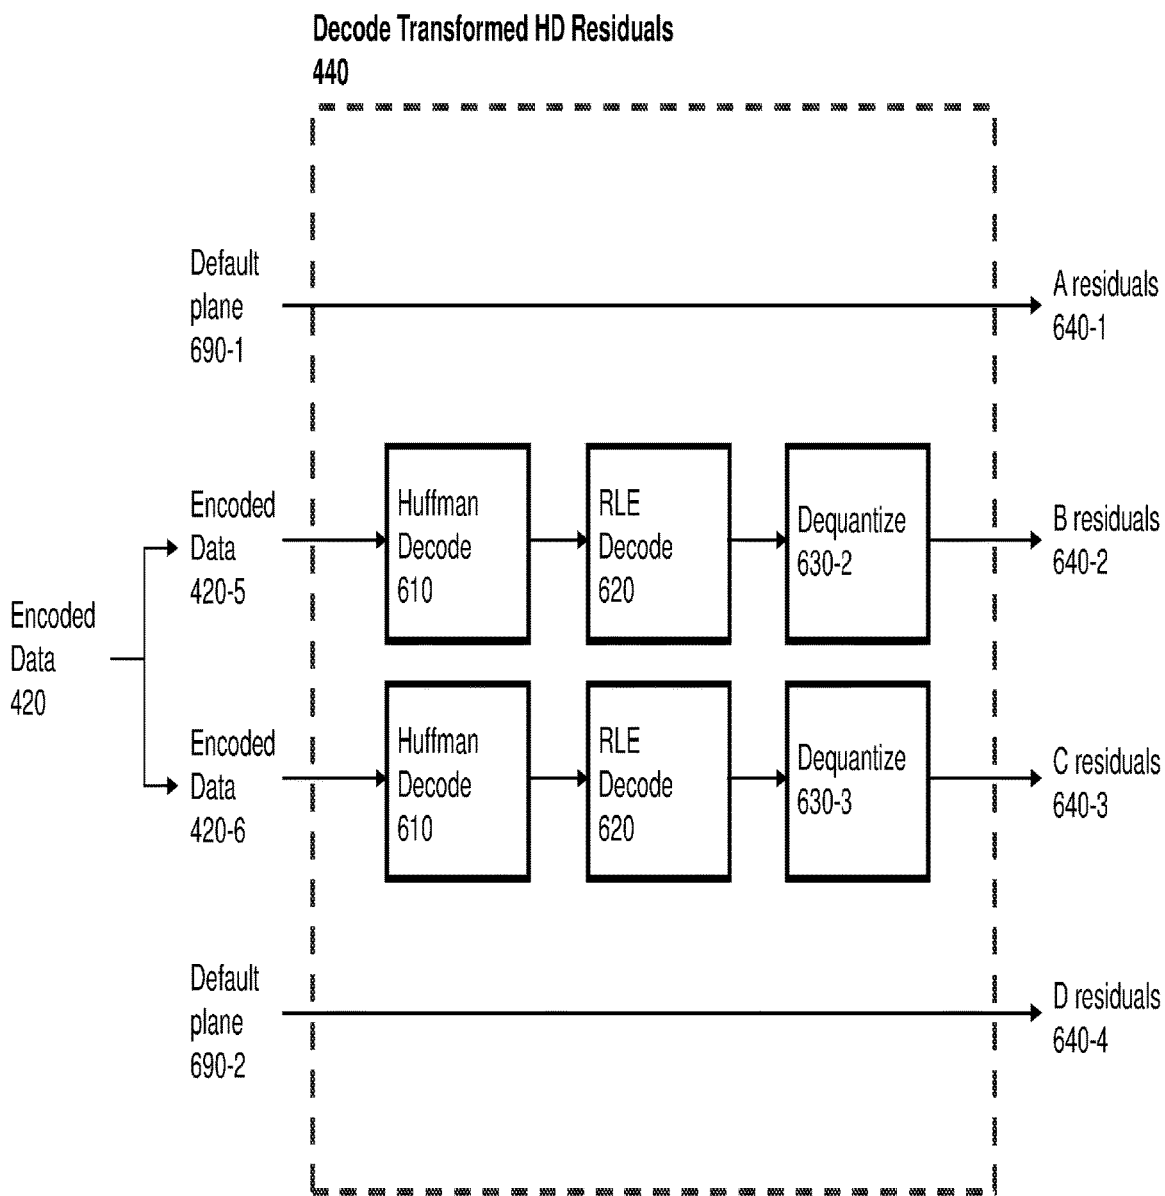 Decode Transformed HD Residuals
440
Default
plane
690-1
A residuals
640-1
Encoded
Data
420
Encoded
Data
420-5
Huffman
Decode
610
RLE
Decode
620
Dequantize
630-2
B residuals
640-2
Encoded
Data
420-6
Huffman
Decode
610
RLE
Decode
620
Dequantize
630-3
C residuals
640-3
Default
plane
690-2
D residuals
640-4